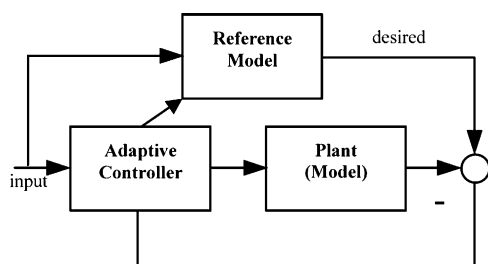 Reference
Model
desired
input
Adaptive
Controller
Plant
(Model)
-